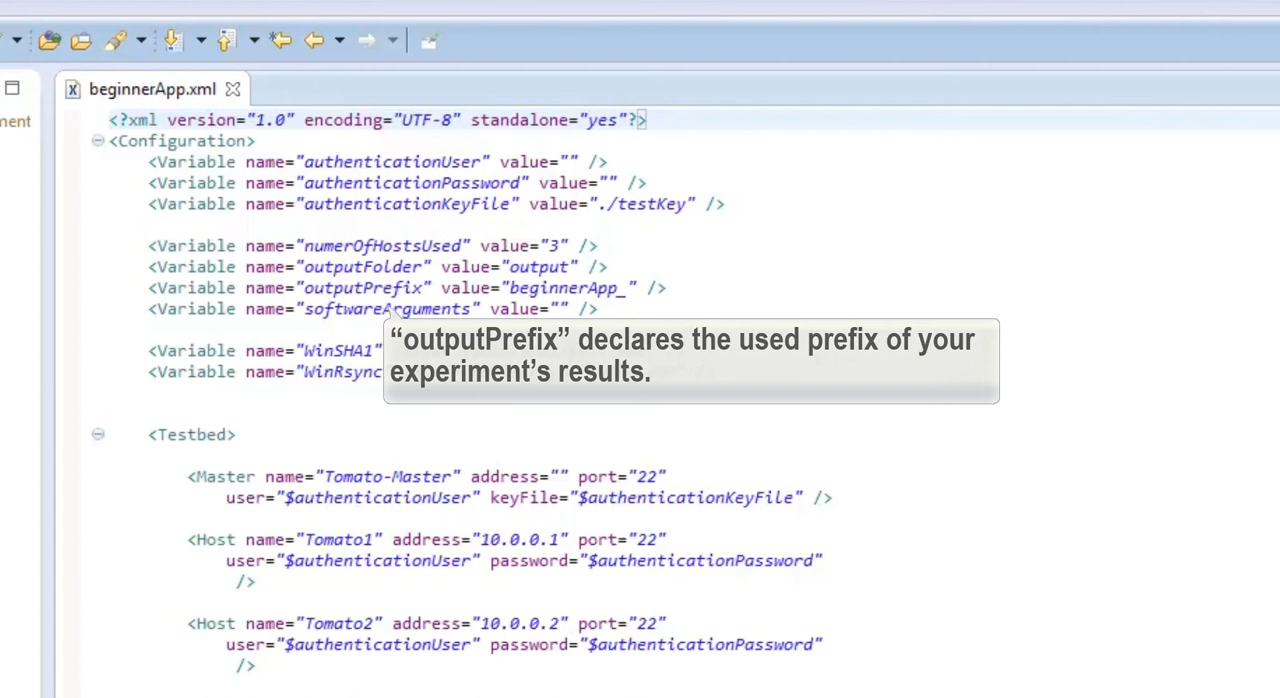 beginnerApp.xml
ment
<?xml version="1.0" encoding="UTF-8" standalone="yes"?>
<Configuration>
<Variable name="authenticationUser" value="" />
<Variable name="authenticationPassword" value="" />
<Variable name="authenticationKeyFile" value="./testKey" />
<Variable name="numerOfHostsUsed" value="3" />
<Variable name="outputFolder" value="output" />
<Variable name="outputPrefix" value="beginnerApp_" />
<Variable name="softwareArguments" value="" />
“outputPrefix” declares the used prefix of your
experiment’s results.
<Variable name="WinSHA1"
<Variable name="WinRsync
<Testbed>
<Master name="Tomato-Master" address="" port="22"
user="$authenticationUser" keyFile="$authenticationKeyFile" />
<Host name="Tomato1" address="10.0.0.1" port="22"
user="$authenticationUser" password="$authenticationPassword"
/>
<Host name="Tomato2" address="10.0.0.2" port="22"
user="$authenticationUser" password="$authenticationPassword"
/>